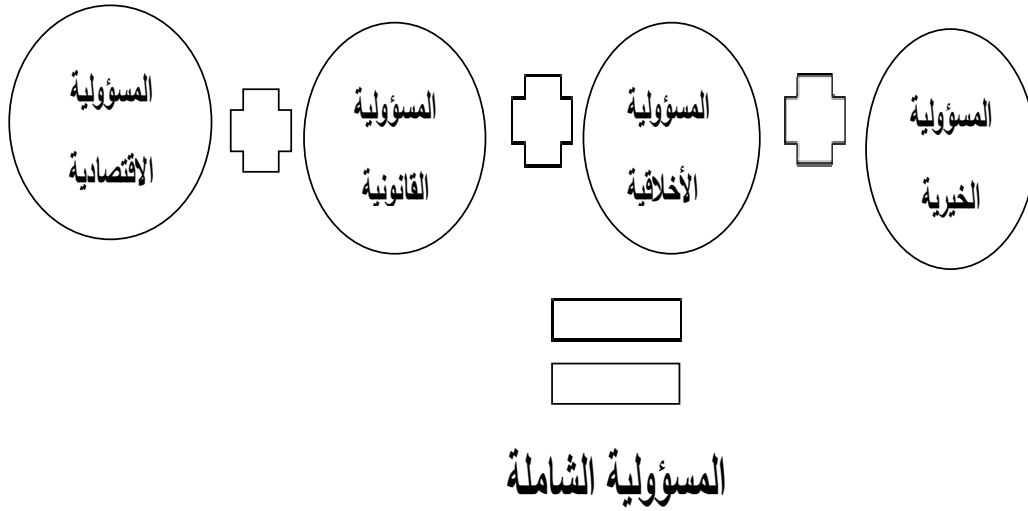 المسؤولية
الخيرية
المسؤولية
الأخلاقية
المسؤولية
القانونية
المسؤولية
الاقتصادية
المسؤولية الشاملة